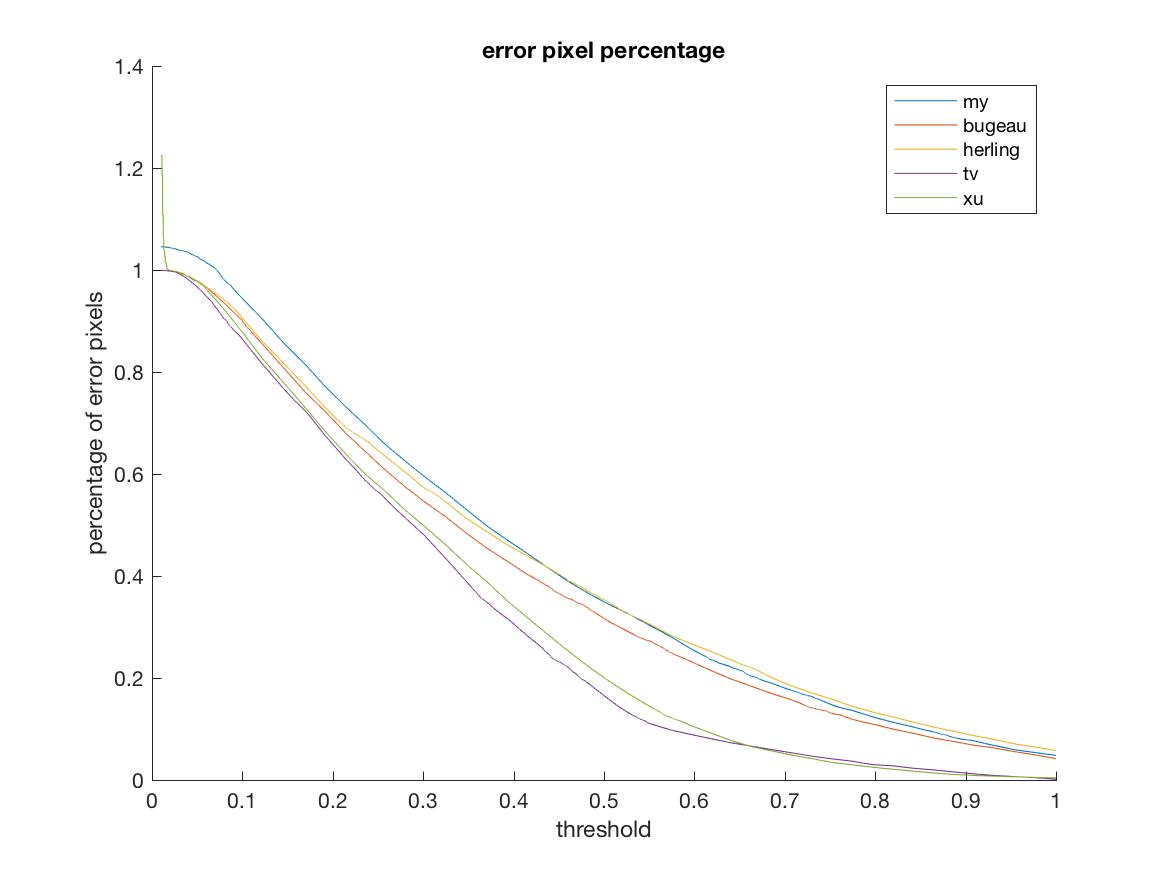 error pixel percentage
1.4
1.2
1
0.8
0.6
0.4
0.2
0
percentage of error pixels
my
bugeau
herling
tv
xu
0 0.1 0.2 0.3 0.4 0.5 0.6 0.7 0.8 0.9 1
threshold